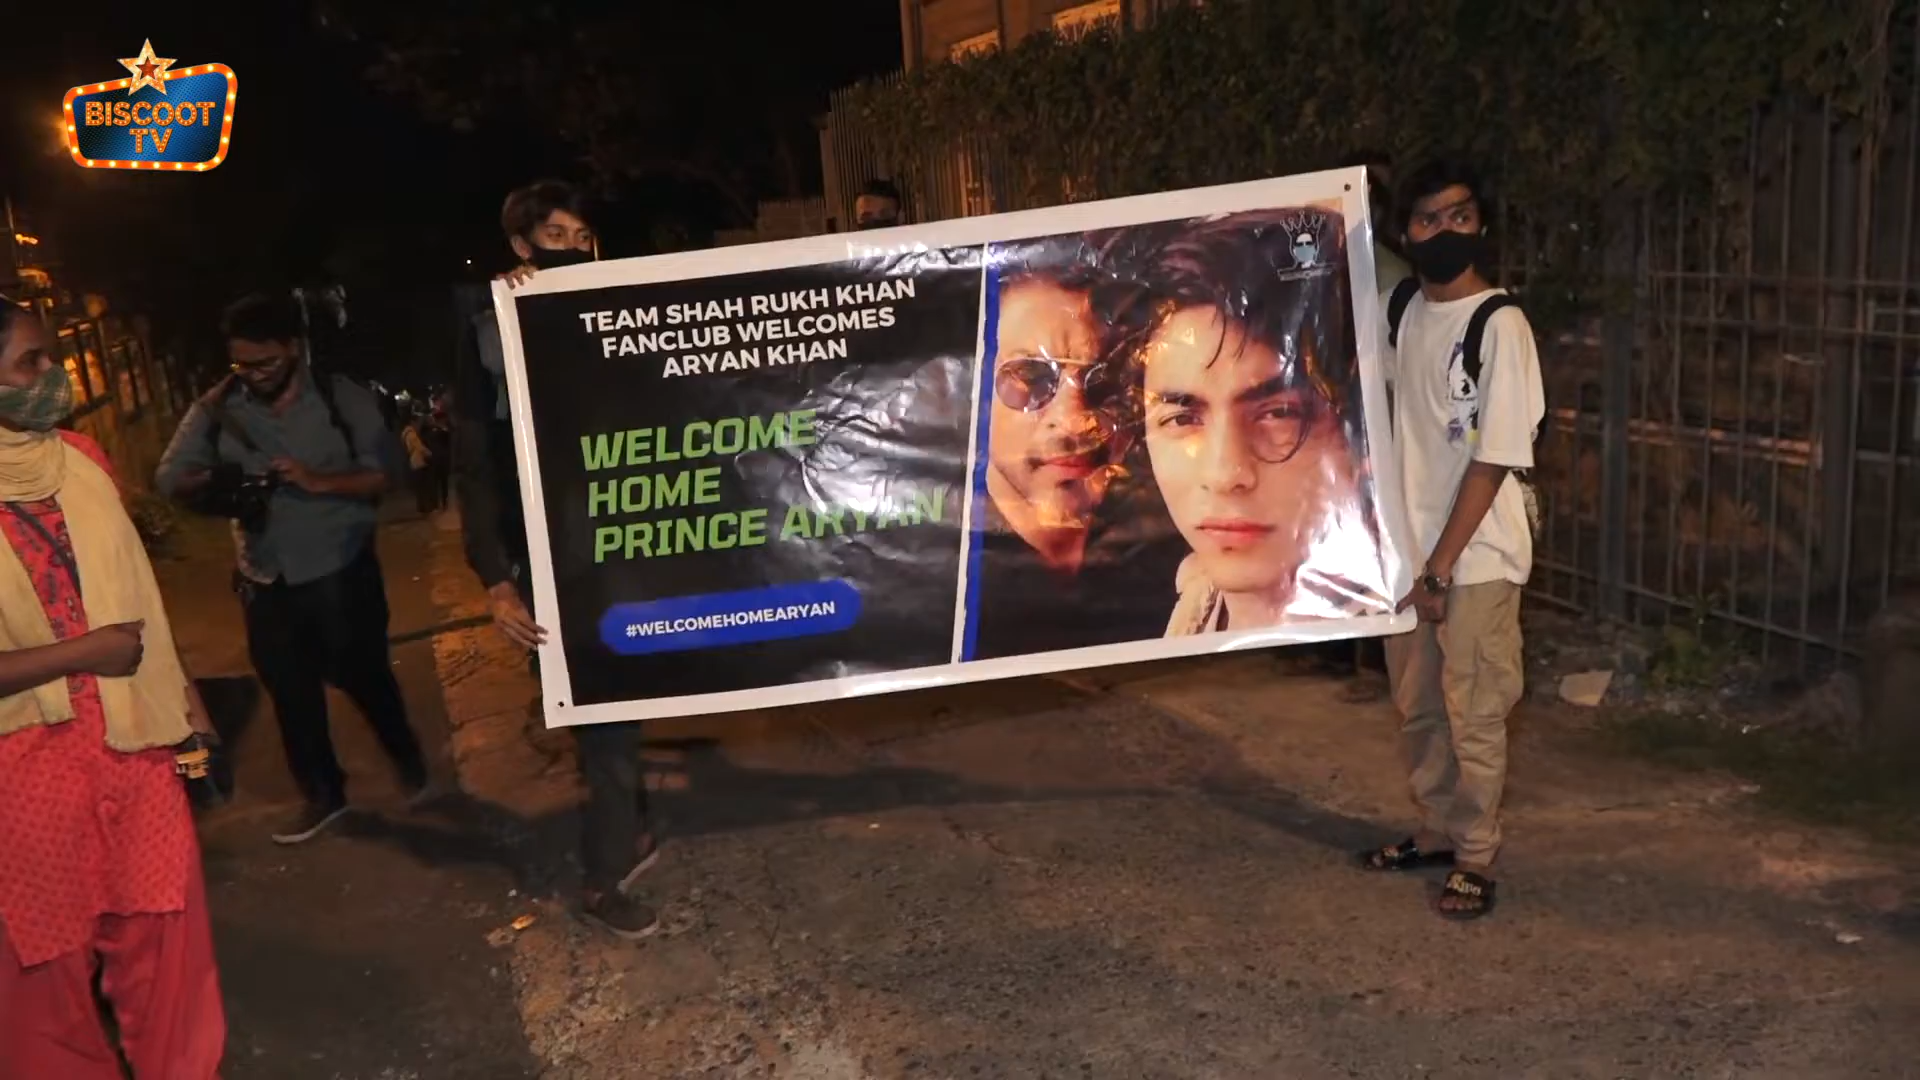 BISCOOT
TV
TEAM SHAH RUKH KHAN
FANCLUB WELCOMES
ARYAN KHAN
WELCOME
HOME
PRINCE ARYAN
#WELCOMEHOMEARYAN